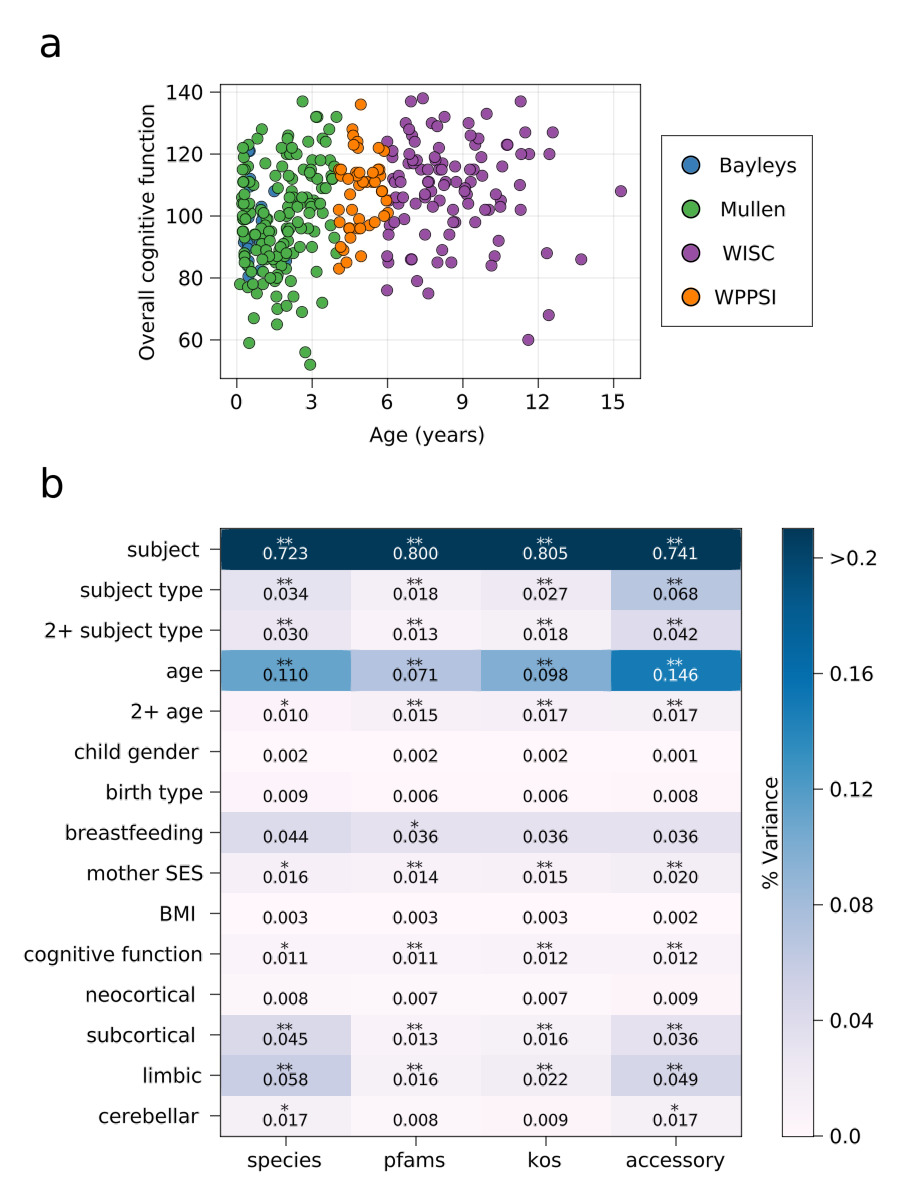 a
140
120
100
80
60
Overall cognitive function
0 3 6 9 12 15
Age (years)
Bayleys
Mullen
WISC
WPPSI
b
** ** ** **
subject 0.723 0.800 0.805 0.741
** ** ** **
subject type 0.034 0.018 0.027 0.068
** ** ** **
2+ subject type 0.030 0.013 0.018 0.042
** ** ** **
age 0.110 0.071 0.098 0.146
* ** ** **
2+ age 0.010 0.015 0.017 0.017
child gender 0.002 0.002 0.002 0.001
birth type 0.009 0.006 0.006 0.008
*
breastfeeding 0.044 0.036 0.036 0.036
* ** ** **
mother SES 0.016 0.014 0.015 0.020
BMI 0.003 0.003 0.003 0.002
* ** ** **
cognitive function 0.011 0.011 0.012 0.012
neocortical 0.008 0.007 0.007 0.009
** ** ** **
subcortical 0.045 0.013 0.016 0.036
** ** ** **
limbic 0.058 0.016 0.022 0.049
* *
cerebellar 0.017 0.008 0.009 0.017
species pfams kos accessory
% Variance
>0.2
0.16
0.12
0.08
0.04
0.0